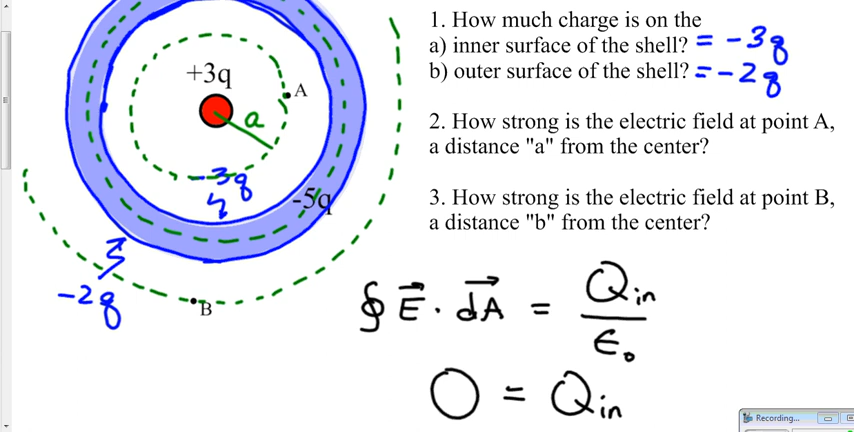 1. How much charge is on the
a) inner surface of the shell? = -3q
b) outer surface of the shell? = -2q
2. How strong is the electric field at point A,
a distance "a" from the center?
3. How strong is the electric field at point B,
a distance "b" from the center?
+3q
A
a
-3q
-5q
-2q
B
∮ E⃗ · dA⃗ = Qin / ε₀
0 = Qin
Recording...